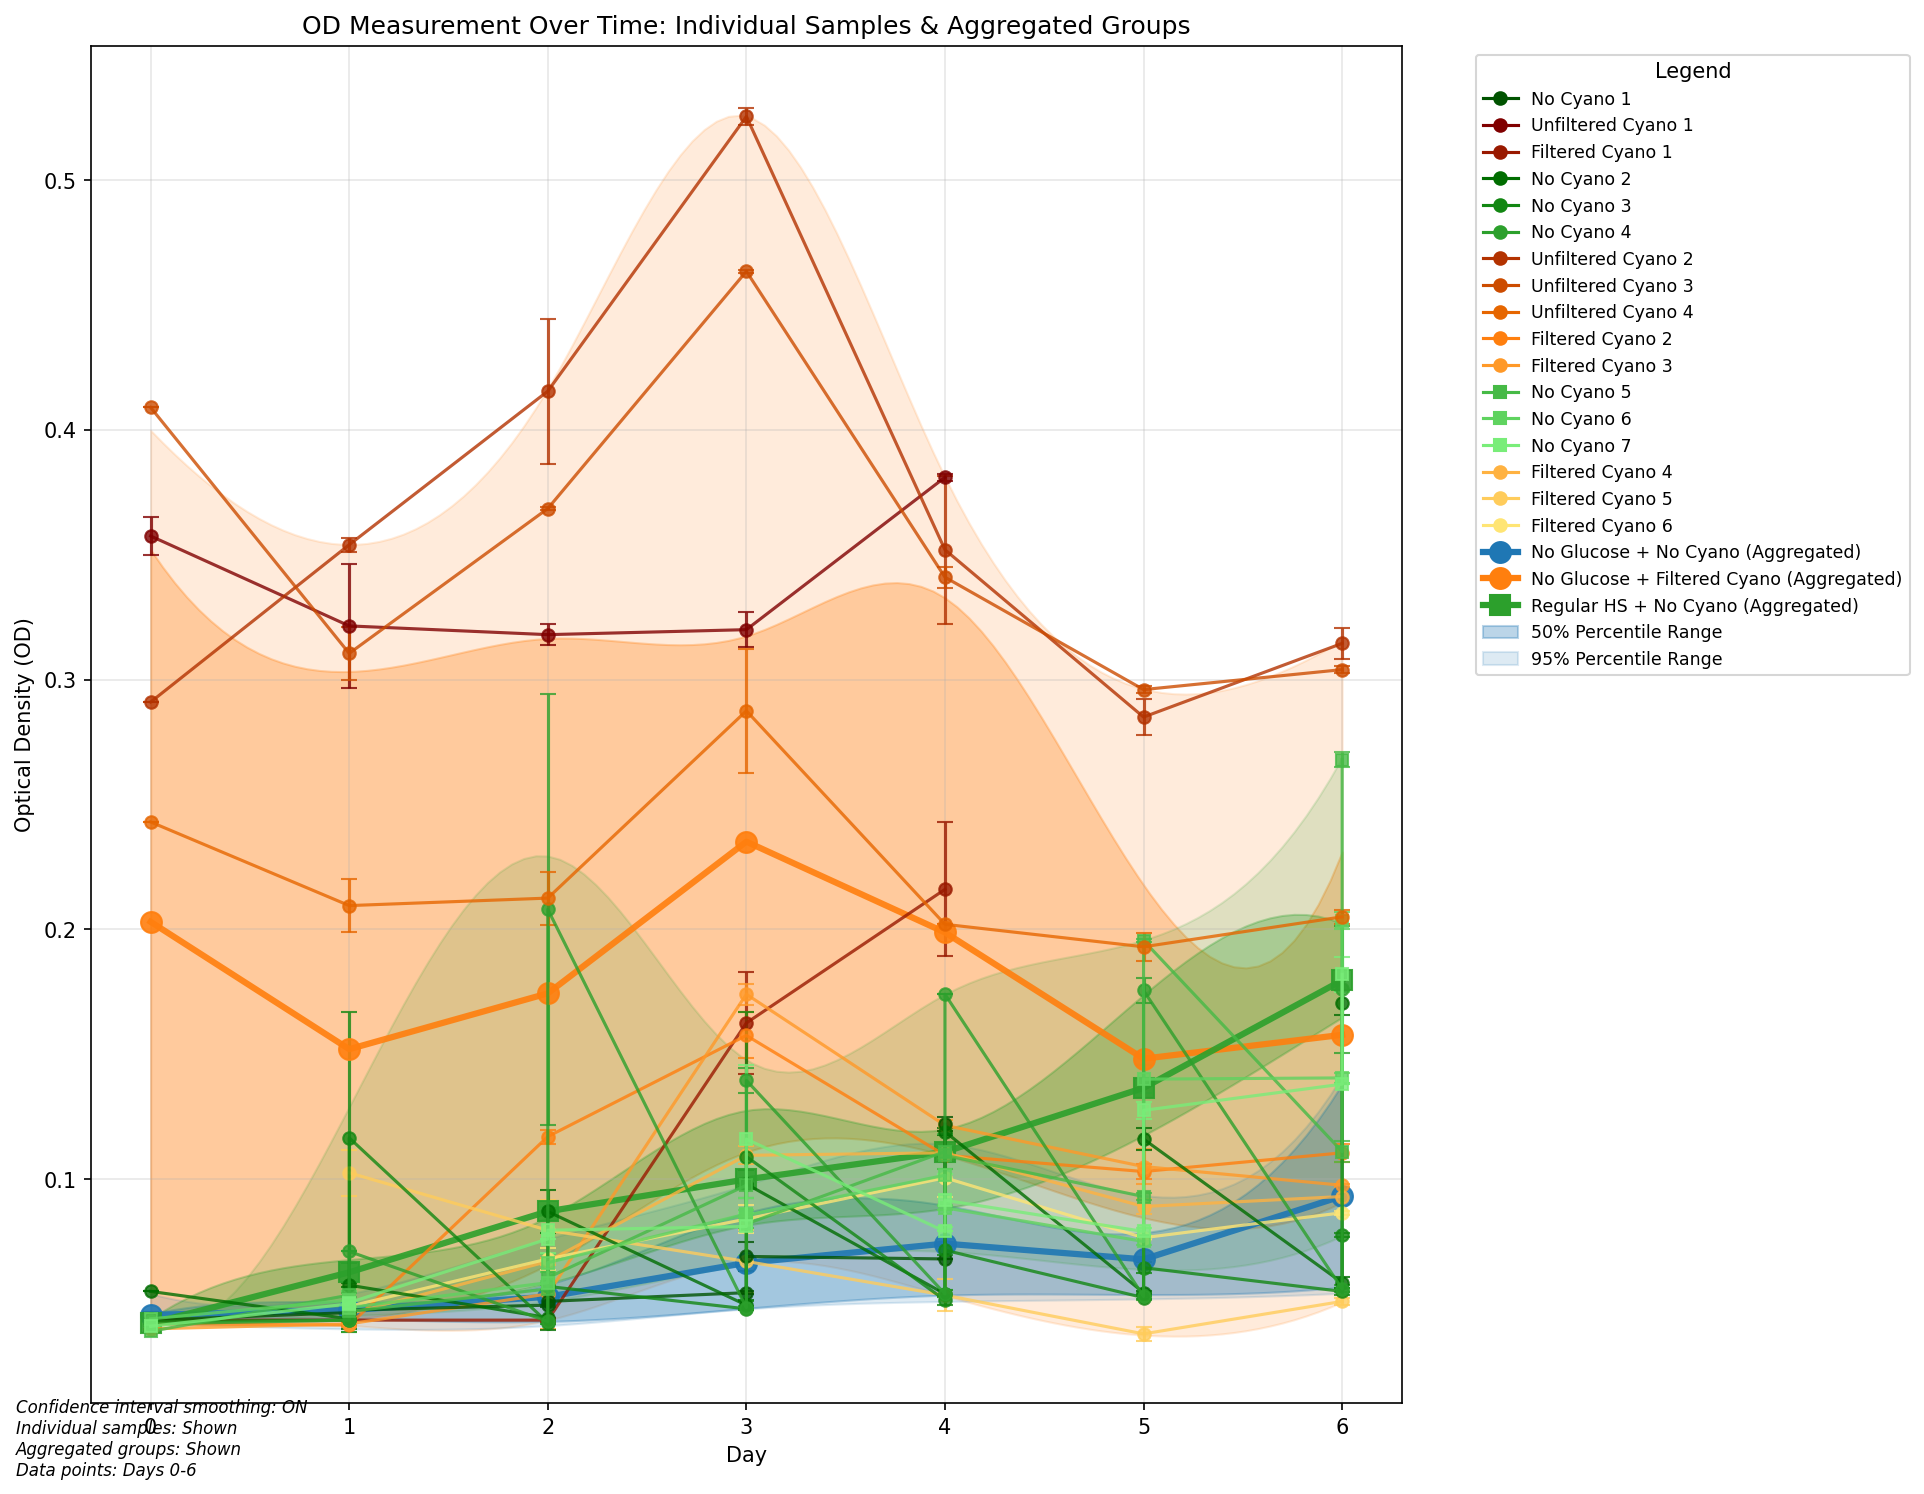 OD Measurement Over Time: Individual Samples & Aggregated Groups
Optical Density (OD)
0.5
0.4
0.3
0.2
0.1
0
1
2
3
4
5
6
Day
Legend
No Cyano 1
Unfiltered Cyano 1
Filtered Cyano 1
No Cyano 2
No Cyano 3
No Cyano 4
Unfiltered Cyano 2
Unfiltered Cyano 3
Unfiltered Cyano 4
Filtered Cyano 2
Filtered Cyano 3
No Cyano 5
No Cyano 6
No Cyano 7
Filtered Cyano 4
Filtered Cyano 5
Filtered Cyano 6
No Glucose + No Cyano (Aggregated)
No Glucose + Filtered Cyano (Aggregated)
Regular HS + No Cyano (Aggregated)
50% Percentile Range
95% Percentile Range
Confidence interval smoothing: ON
Individual samples: Shown
Aggregated groups: Shown
Data points: Days 0-6